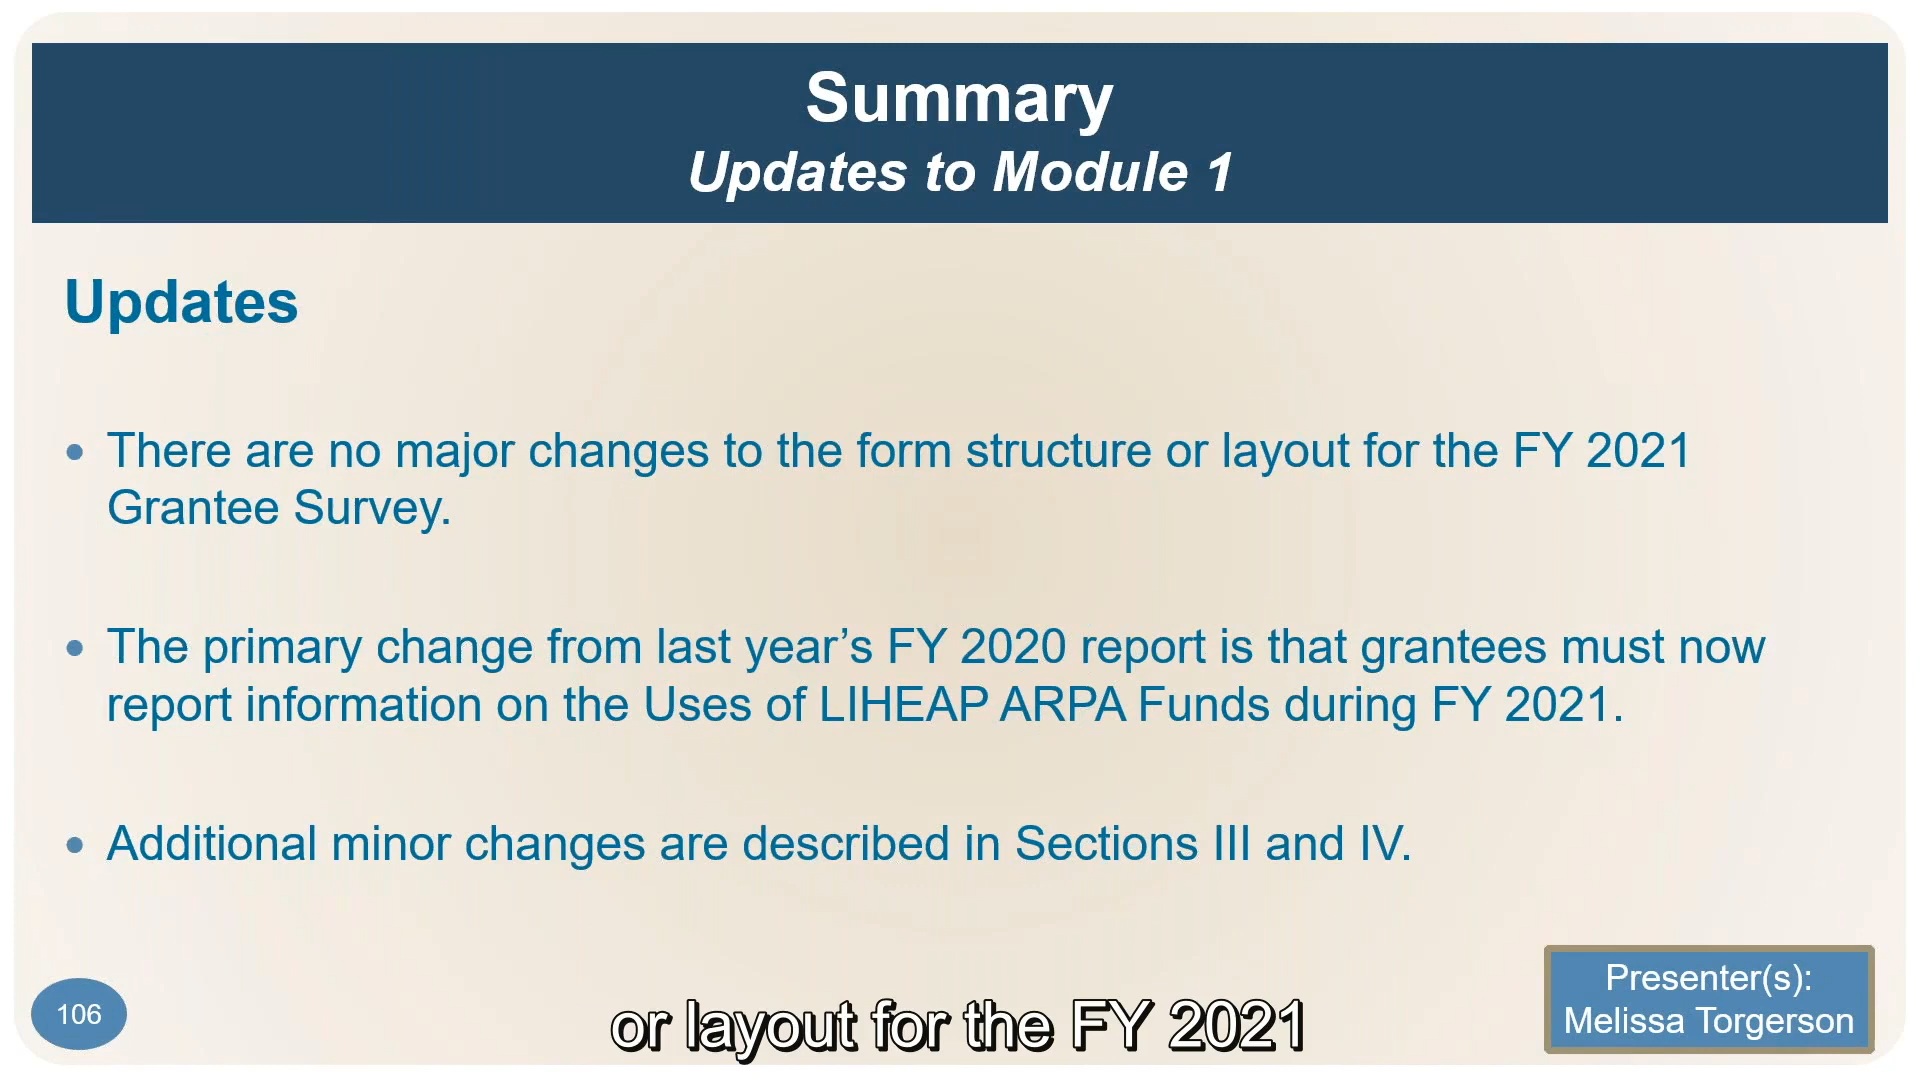 Summary
Updates to Module 1
Updates
• There are no major changes to the form structure or layout for the FY 2021
Grantee Survey.
• The primary change from last year’s FY 2020 report is that grantees must now
report information on the Uses of LIHEAP ARPA Funds during FY 2021.
• Additional minor changes are described in Sections III and IV.
106
or layout for the FY 2021
Presenter(s):
Melissa Torgerson